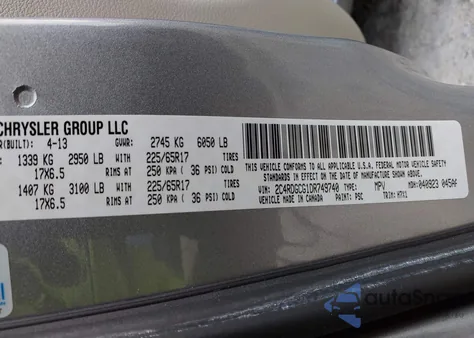 CHRYSLER GROUP LLC
R(BUILT): 4-13 GVWR: 2745 KG 6050 LB
1339 KG 2950 LB WITH 225/65R17 TIRES
17X6.5 RIMS AT 250 KPA ( 36 PSI) COLD
1407 KG 3100 LB WITH 225/65R17 TIRES
17X6.5 RIMS AT 250 KPA ( 36 PSI) COLD
THIS VEHICLE CONFORMS TO ALL APPLICABLE U.S.A. FEDERAL MOTOR VEHICLE SAFETY
STANDARDS IN EFFECT ON THE DATE OF MANUFACTURE SHOWN ABOVE.
VIN: 2C4RDGCG1DR749740 TYPE: MPV MDH:040923 045AF
VEHICLE MADE IN CANADA PAINT: PSC TRIM: H7X1